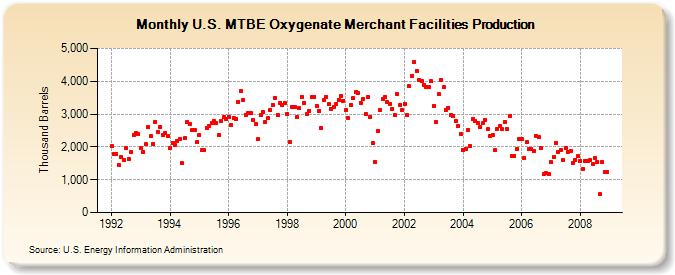 Monthly U.S. MTBE Oxygenate Merchant Facilities Production
Thousand Barrels
5,000
4,000
3,000
2,000
1,000
0
1992 1994 1996 1998 2000 2002 2004 2006 2008
Source: U.S. Energy Information Administration